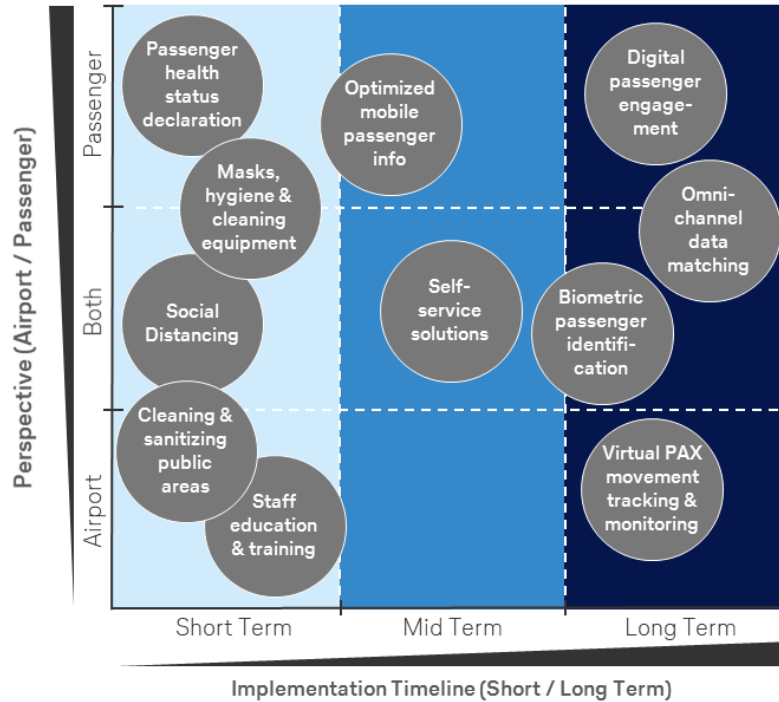 Perspective (Airport / Passenger)
Passenger
Both
Airport
Passenger
health
status
declaration
Optimized
mobile
passenger
info
Digital
passenger
engage-
ment
Masks,
hygiene &
cleaning
equipment
Omni-
channel
data
matching
Social
Distancing
Self-
service
solutions
Biometric
passenger
identifi-
cation
Cleaning &
sanitizing
public
areas
Staff
education
& training
Virtual PAX
movement
tracking &
monitoring
Short Term
Mid Term
Long Term
Implementation Timeline (Short / Long Term)